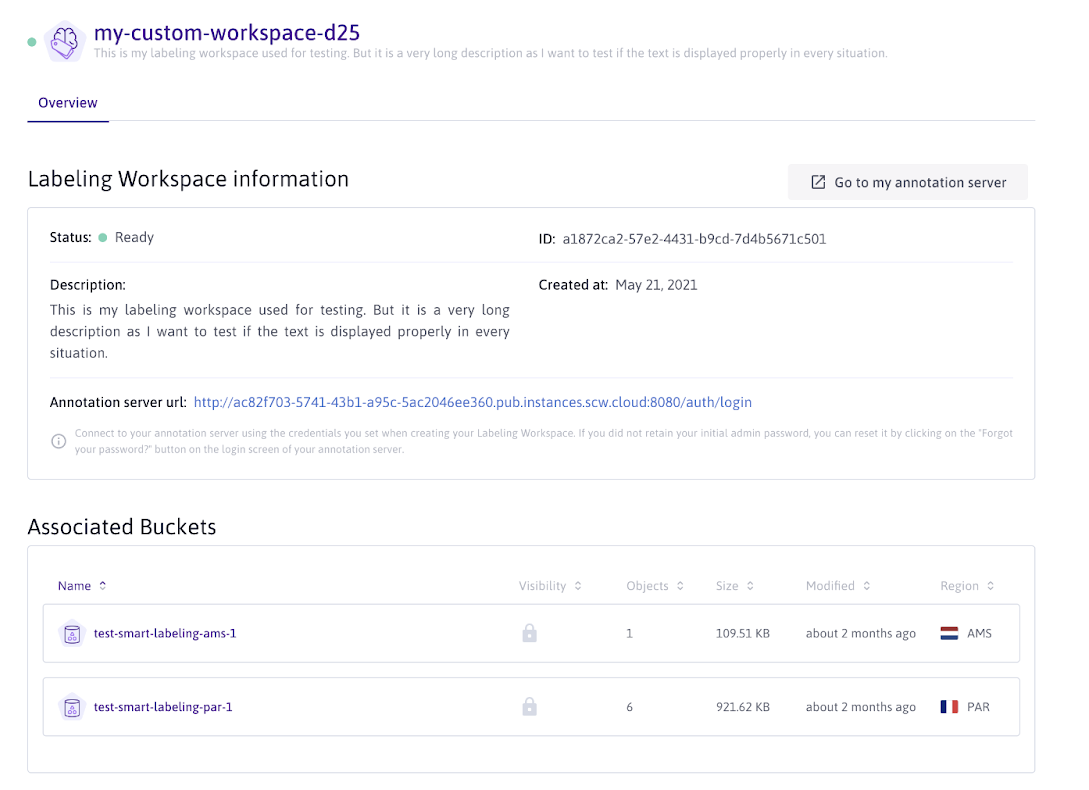 my-custom-workspace-d25
This is my labeling workspace used for testing. But it is a very long description as I want to test if the text is displayed properly in every situation.
Overview
Labeling Workspace information
Go to my annotation server
Status: Ready
ID: a1872ca2-57e2-4431-b9cd-7d4b5671c501
Description:
Created at: May 21, 2021
This is my labeling workspace used for testing. But it is a very long
description as I want to test if the text is displayed properly in every
situation.
Annotation server url: http://ac82f703-5741-43b1-a95c-5ac2046ee360.pub.instances.scw.cloud:8080/auth/login
Connect to your annotation server using the credentials you set when creating your Labeling Workspace. If you did not retain your initial admin password, you can reset it by clicking on the "Forgot
your password?" button on the login screen of your annotation server.
Associated Buckets
Name Visibility Objects Size Modified Region
test-smart-labeling-ams-1 1 109.51 KB about 2 months ago AMS
test-smart-labeling-par-1 6 921.62 KB about 2 months ago PAR